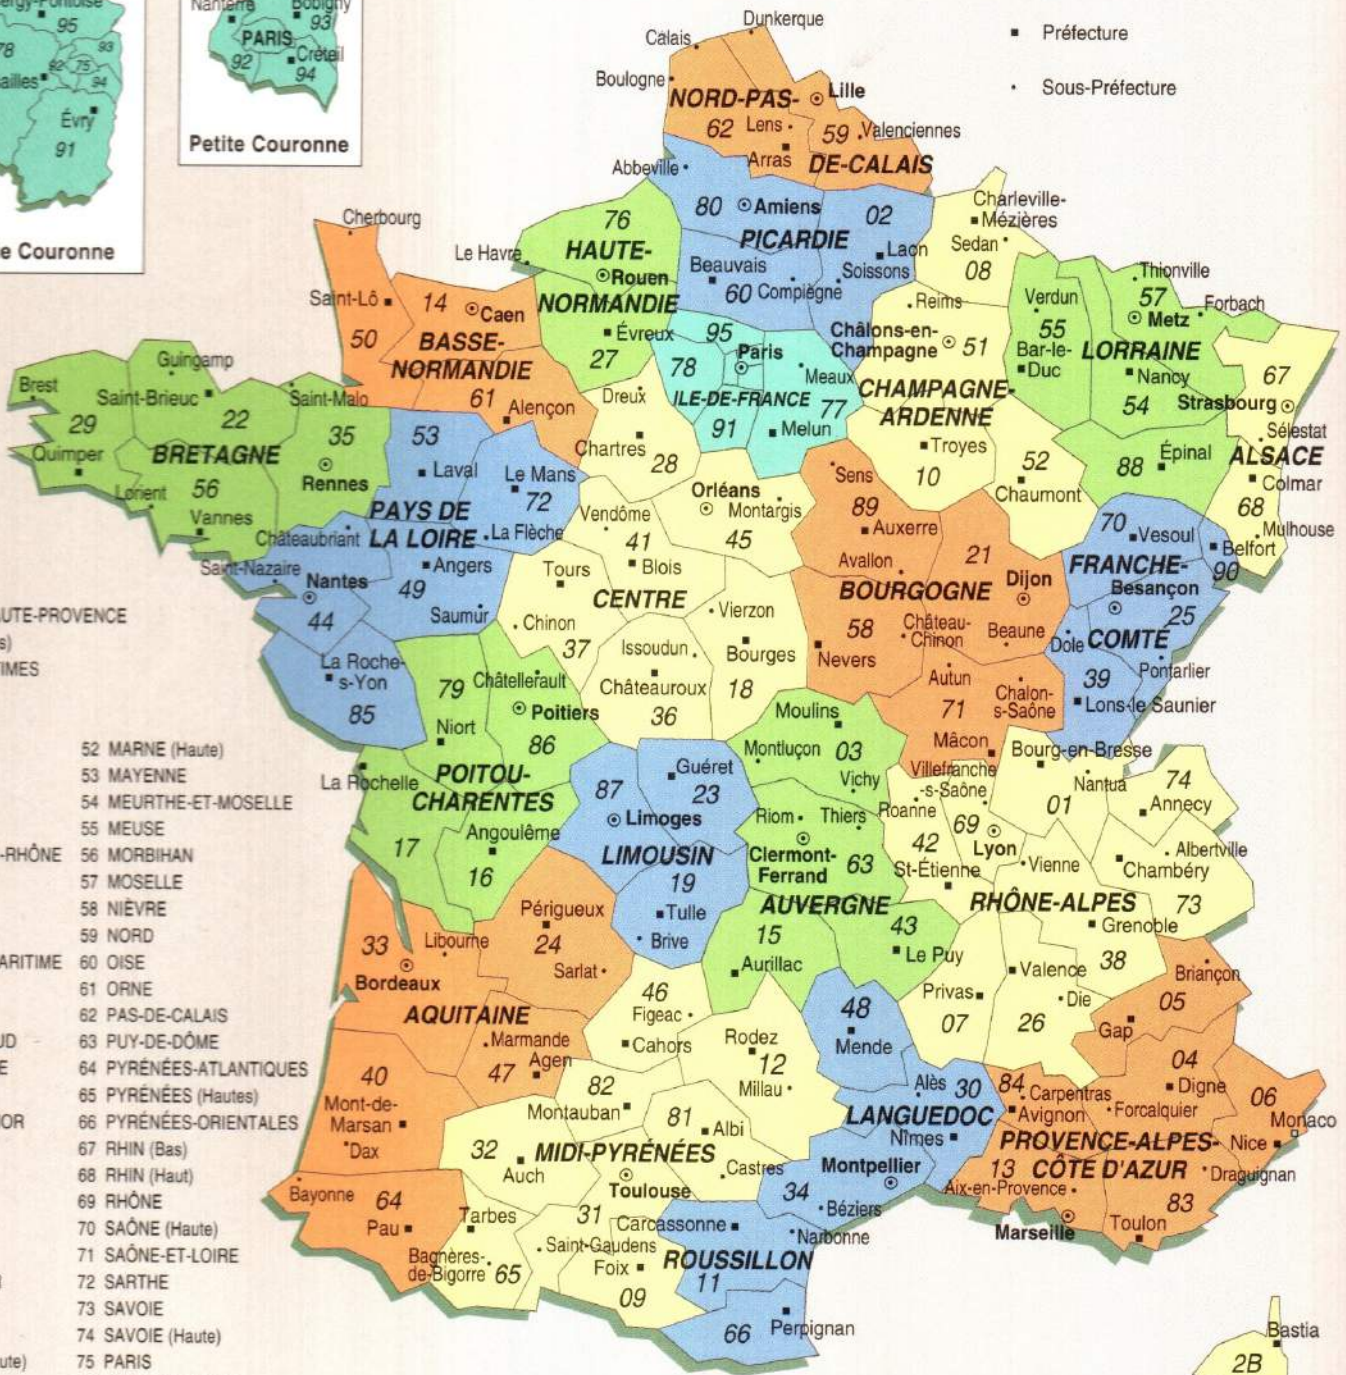 95
78
93
92
75
94
Évry
91
e Couronne
Nanterre
Bobigny
93
PARIS
Créteil
92
94
Petite Couronne
Préfecture
Sous-Préfecture
Dunkerque
Calais
Boulogne
NORD-PAS-
Lille
62
Lens
59
Valenciennes
Arras
DE-CALAIS
Abbeville
80
Amiens
02
PICARDIE
Laon
Beauvais
Soissons
60
Compiègne
Charleville-
Mézières
Sedan
08
Cherbourg
76
Le Havre
HAUTE-
Rouen
NORMANDIE
Évreux
27
Saint-Lô
14
Caen
50
BASSE-
NORMANDIE
61
Alençon
Reims
Châlons-en-
Champagne
51
CHAMPAGNE-
ARDENNE
Troyes
10
52
Chaumont
Verdun
55
Bar-le-
Duc
Thionville
57
Metz
Forbach
LORRAINE
Nancy
54
88
Épinal
67
Strasbourg
Sélestat
ALSACE
Colmar
68
Mulhouse
95
78
Paris
Meaux
ILE-DE-FRANCE
77
91
Melun
Guingamp
Brest
Saint-Brieuc
22
Saint-Malo
29
35
Quimper
BRETAGNE
Rennes
Lorient
56
Vannes
53
Laval
Le Mans
72
PAYS DE
LA LOIRE
La Flèche
Châteaubriant
Saint-Nazaire
Angers
Nantes
49
44
Saumur
La Roche-
s-Yon
85
Dreux
Chartres
28
Orléans
Montargis
45
Vendôme
41
Blois
Tours
CENTRE
Vierzon
Chinon
37
Issoudun
Bourges
Châteauroux
18
36
Sens
89
Auxerre
21
Avallon
BOURGOGNE
Dijon
58
Château-
Chinon
Beaune
Nevers
Autun
Chalon-
s-Saône
71
Mâcon
70
Vesoul
Belfort
90
FRANCHE-
Besançon
25
COMTÉ
Dole
Pontarlier
39
Lons-le Saunier
79
Châtellerault
Poitiers
Niort
86
La Rochelle
POITOU-
CHARENTES
17
Angoulême
16
Guéret
87
23
Limoges
LIMOUSIN
19
Tulle
Brive
Moulins
Montluçon
03
Vichy
Riom
Thiers
Clermont-
Ferrand
63
AUVERGNE
15
43
Le Puy
Aurillac
Bourg-en-Bresse
Villefranche
-s-Saône
Nantua
74
Roanne
01
Annecy
42
69
Lyon
Albertville
St-Étienne
Vienne
Chambéry
RHÔNE-ALPES
73
Grenoble
38
Valence
Privas
Die
07
26
Périgueux
33
Libourne
24
Bordeaux
Sarlat
AQUITAINE
Marmande
47
Agen
40
Mont-de-
Marsan
Dax
Bayonne
64
Pau
46
Figeac
Cahors
Rodez
12
Millau
82
Montauban
81
Albi
32
MIDI-PYRÉNÉES
Auch
Castres
Toulouse
Tarbes
31
Bagnères-
de-Bigorre
65
Saint-Gaudens
Foix
09
48
Mende
Alès
30
LANGUEDOC
Nîmes
Montpellier
34
Béziers
Carcassonne
Narbonne
ROUSSILLON
11
66
Perpignan
Briançon
05
Gap
04
84
Carpentras
Digne
06
Avignon
Forcalquier
Monaco
PROVENCE-ALPES-
Nice
13
CÔTE D'AZUR
Draguignan
Aix-en-Provence
83
Marseille
Toulon
Bastia
2B
52 MARNE (Haute)
53 MAYENNE
54 MEURTHE-ET-MOSELLE
55 MEUSE
56 MORBIHAN
57 MOSELLE
58 NIÈVRE
59 NORD
60 OISE
61 ORNE
62 PAS-DE-CALAIS
63 PUY-DE-DÔME
64 PYRÉNÉES-ATLANTIQUES
65 PYRÉNÉES (Hautes)
66 PYRÉNÉES-ORIENTALES
67 RHIN (Bas)
68 RHIN (Haut)
69 RHÔNE
70 SAÔNE (Haute)
71 SAÔNE-ET-LOIRE
72 SARTHE
73 SAVOIE
74 SAVOIE (Haute)
75 PARIS